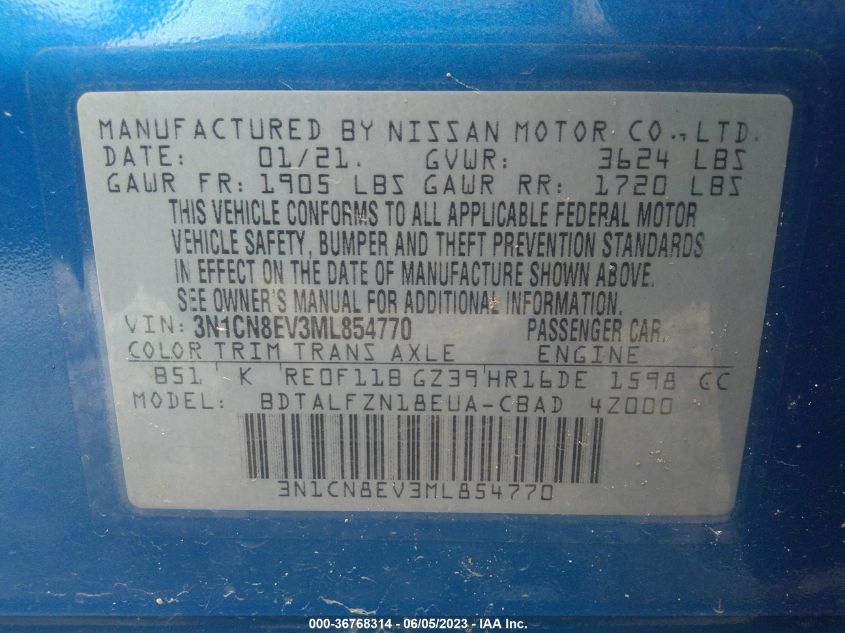 MANUFACTURED BY NISSAN MOTOR CO., LTD.
DATE: 01/21. GVWR: 3624 LBS
GAWR FR: 1905 LBS GAWR RR: 1720 LBS
THIS VEHICLE CONFORMS TO ALL APPLICABLE FEDERAL MOTOR
VEHICLE SAFETY, BUMPER AND THEFT PREVENTION STANDARDS
IN EFFECT ON THE DATE OF MANUFACTURE SHOWN ABOVE.
SEE OWNER'S MANUAL FOR ADDITIONAL INFORMATION.
VIN: 3N1CN8EV3ML854770 PASSENGER CAR
COLOR TRIM TRANS AXLE ENGINE
B51 K RE0F11B GZ39 HR16DE 1598 CC
MODEL: BDTALFZN18EUA-CBAD 4Z000
3N1CN8EV3ML854770
000-36768314 - 06/05/2023 - IAA Inc.